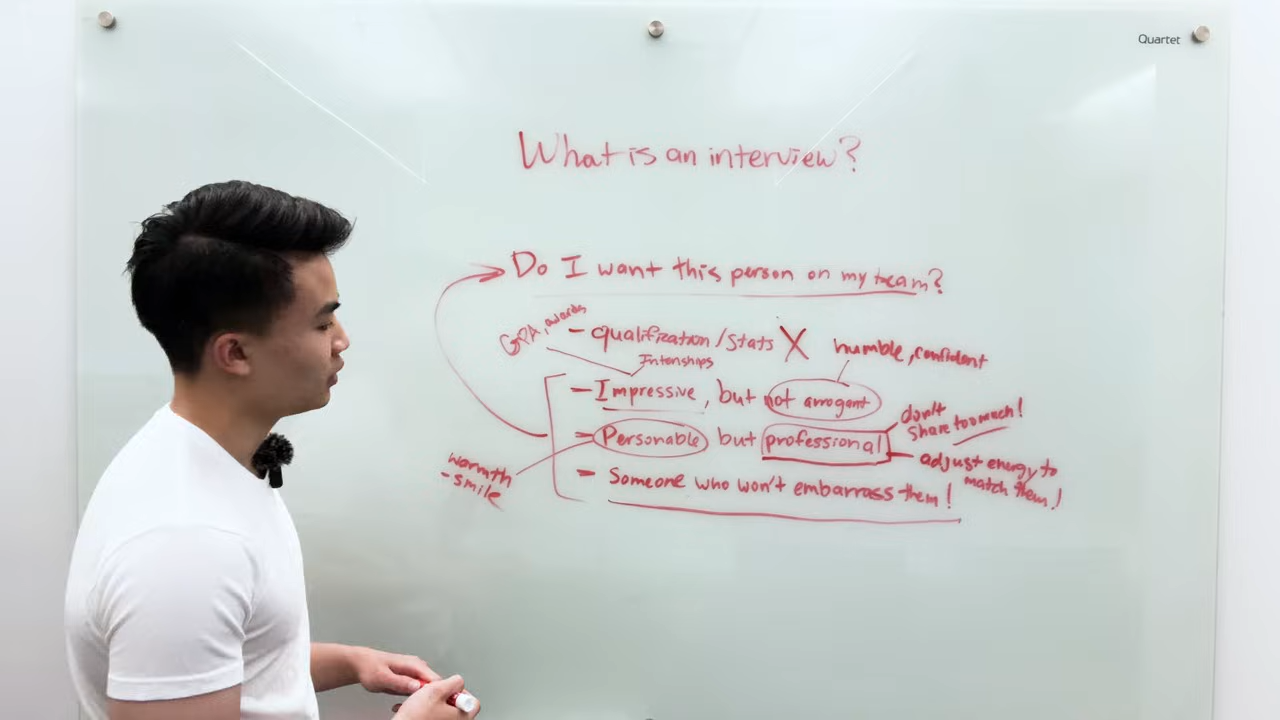 Quartet
What is an interview?
Do I want this person on my team?
GPA, awards
- qualification/stats X
humble, confident
Intenships
- Impressive, but not arrogant
don't
share too much!
- Personable but professional
adjust energy to
match them!
warmth
- smile
- Someone who won't embarrass them!